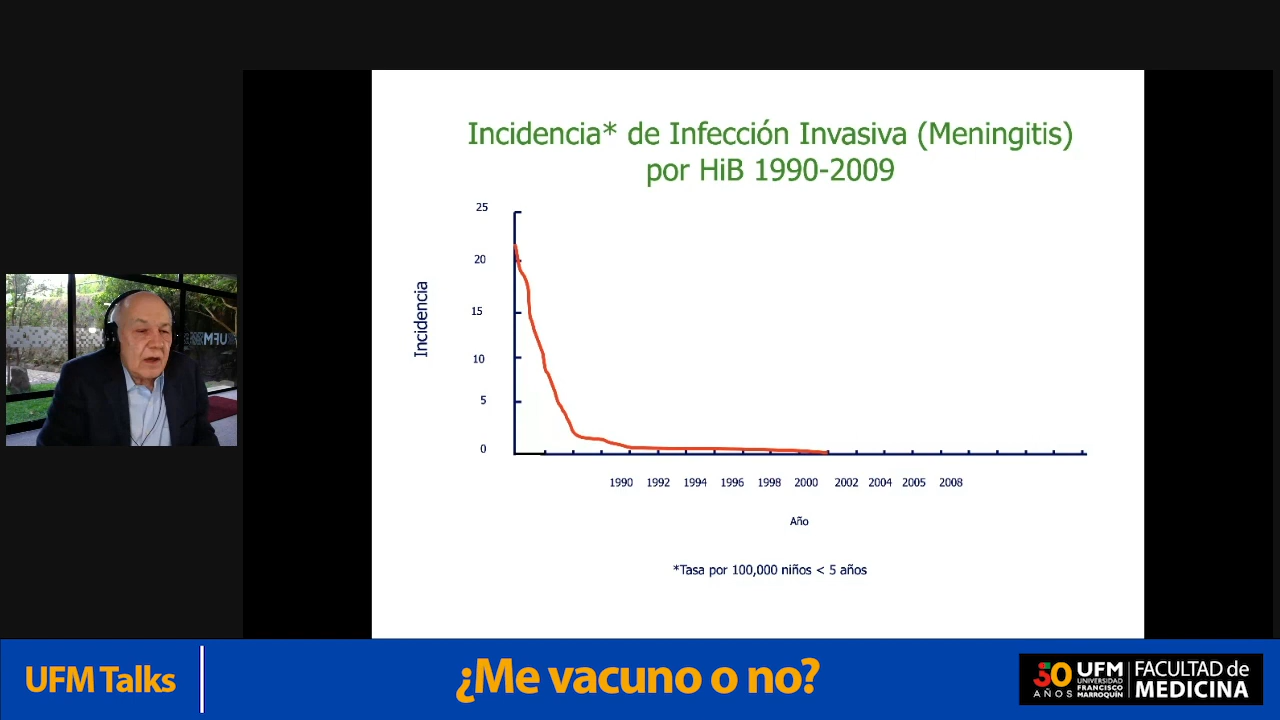 Incidencia* de Infección Invasiva (Meningitis)
por HiB 1990-2009
25
20
15
10
5
0
Incidencia
1990 1992 1994 1996 1998 2000 2002 2004 2005 2008
Año
*Tasa por 100,000 niños < 5 años
UFM
UFM Talks
¿Me vacuno o no?
50
AÑOS
UFM
UNIVERSIDAD
FRANCISCO
MARROQUÍN
FACULTAD de
MEDICINA